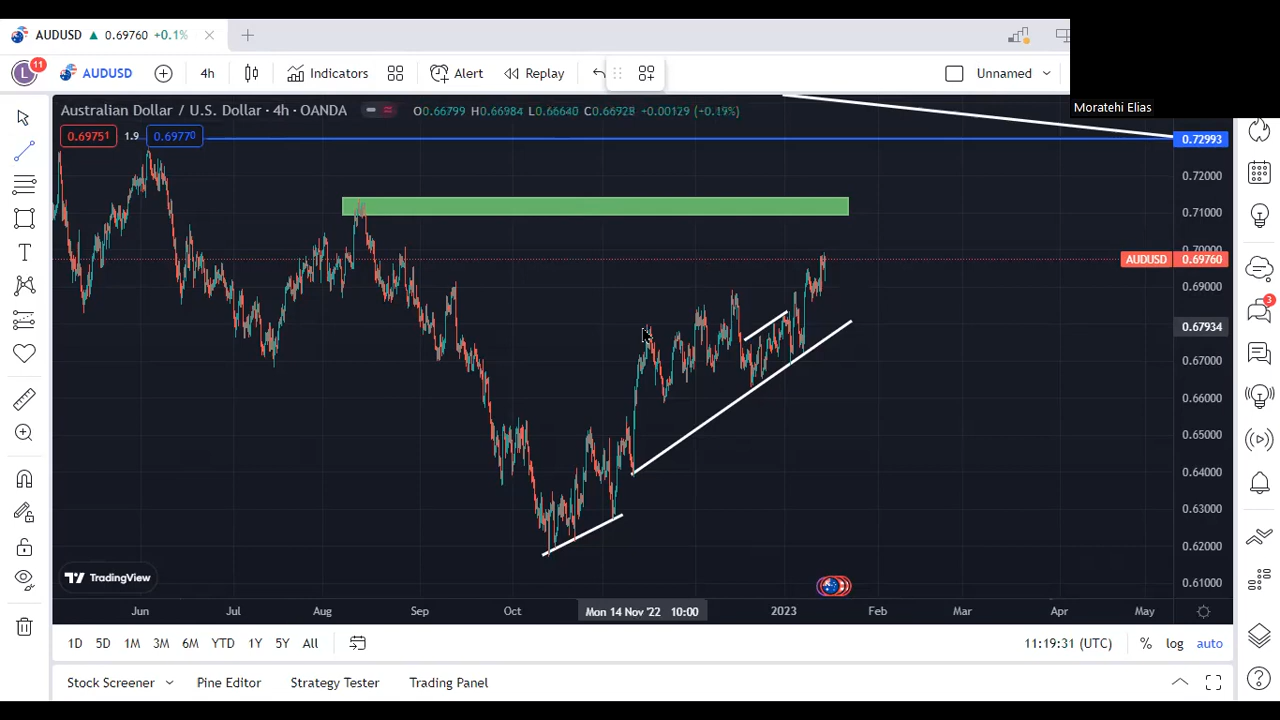 AUDUSD ▲ 0.69760 +0.1%
11 L AUDUSD 4h Indicators Alert Replay Unnamed
Moratehi Elias
Australian Dollar / U.S. Dollar · 4h · OANDA O0.66799 H0.66984 L0.66640 C0.66928 +0.00129 (+0.19%)
0.69751 1.9 0.69770
0.72993
0.72000
0.71000
0.70000
AUDUSD 0.69760
0.69000
0.67934
0.67000
0.66000
0.65000
0.64000
0.63000
0.62000
0.61000
3
TradingView
Jun Jul Aug Sep Oct Mon 14 Nov '22 10:00 2023 Feb Mar Apr May
1D 5D 1M 3M 6M YTD 1Y 5Y All 11:19:31 (UTC) % log auto
Stock Screener Pine Editor Strategy Tester Trading Panel